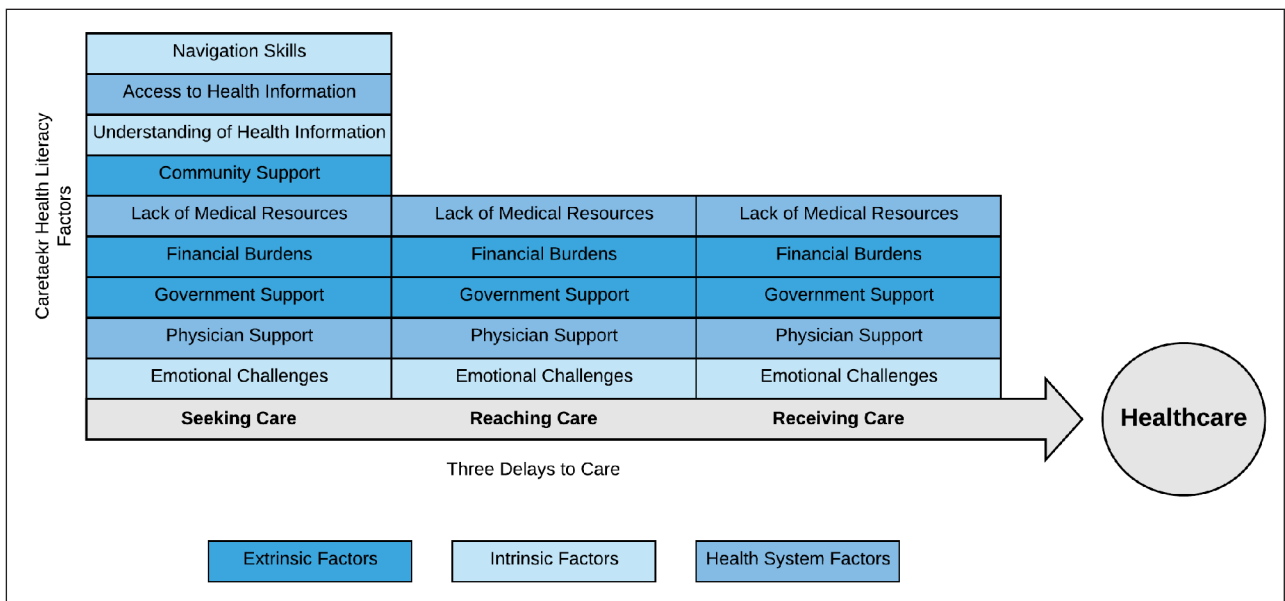 Navigation Skills
Access to Health Information
Understanding of Health Information
Community Support
Lack of Medical Resources Lack of Medical Resources Lack of Medical Resources
Financial Burdens Financial Burdens Financial Burdens
Government Support Government Support Government Support
Physician Support Physician Support Physician Support
Emotional Challenges Emotional Challenges Emotional Challenges
Seeking Care Reaching Care Receiving Care
Healthcare
Caretaekr Health Literacy
Factors
Three Delays to Care
Extrinsic Factors Intrinsic Factors Health System Factors